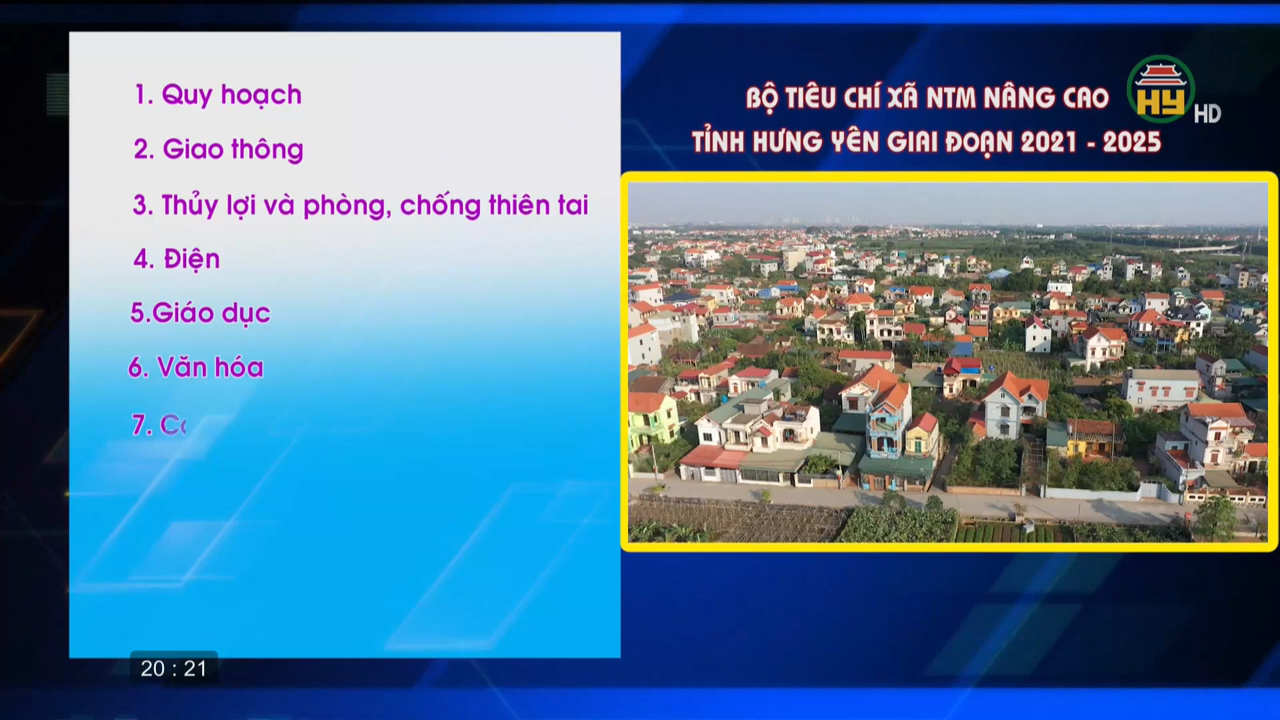 1. Quy hoạch
2. Giao thông
3. Thủy lợi và phòng, chống thiên tai
4. Điện
5.Giáo dục
6. Văn hóa
7.
BỘ TIÊU CHÍ XÃ NTM NÂNG CAO
TỈNH HƯNG YÊN GIAI ĐOẠN 2021 - 2025
HY HD
20 : 21